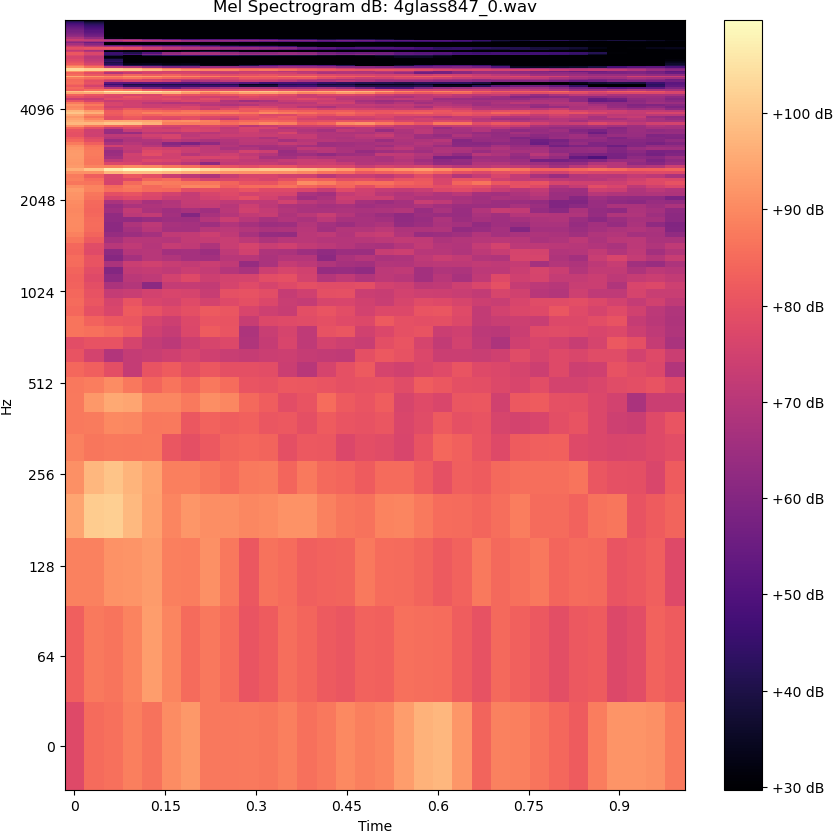 Mel Spectrogram dB: 4glass847_0.wav
4096
2048
1024
512
256
128
64
0
Hz
0
0.15
0.3
0.45
0.6
0.75
0.9
Time
+100 dB
+90 dB
+80 dB
+70 dB
+60 dB
+50 dB
+40 dB
+30 dB